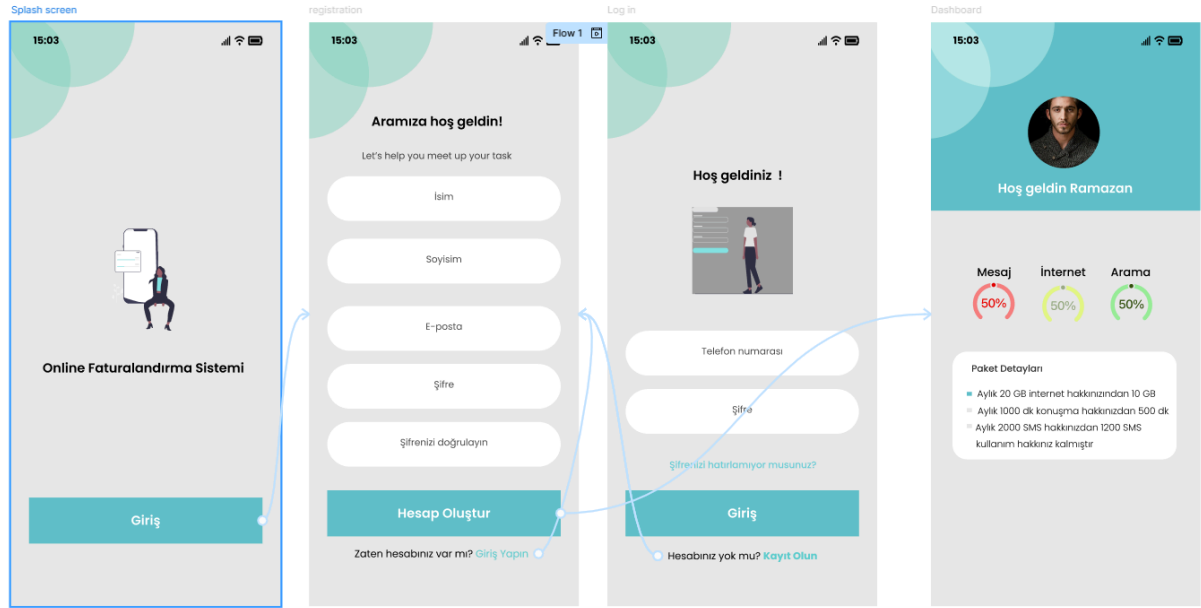 Splash screen
15:03
Online Faturalandırma Sistemi
Giriş
registration
15:03
Flow 1
Aramıza hoş geldin!
Let's help you meet up your task
İsim
Soyisim
E-posta
Şifre
Şifrenizi doğrulayın
Hesap Oluştur
Zaten hesabınız var mı? Giriş Yapın
Log in
15:03
Hoş geldiniz !
Telefon numarası
Şifre
Şifrenizi hatırlamıyor musunuz?
Giriş
Hesabınız yok mu? Kayıt Olun
Dashboard
15:03
Hoş geldin Ramazan
Mesaj İnternet Arama
50% 50% 50%
Paket Detayları
Aylık 20 GB internet hakkınızından 10 GB
Aylık 1000 dk konuşma hakkınızdan 500 dk
Aylık 2000 SMS hakkınızdan 1200 SMS
kullanım hakkınız kalmıştır